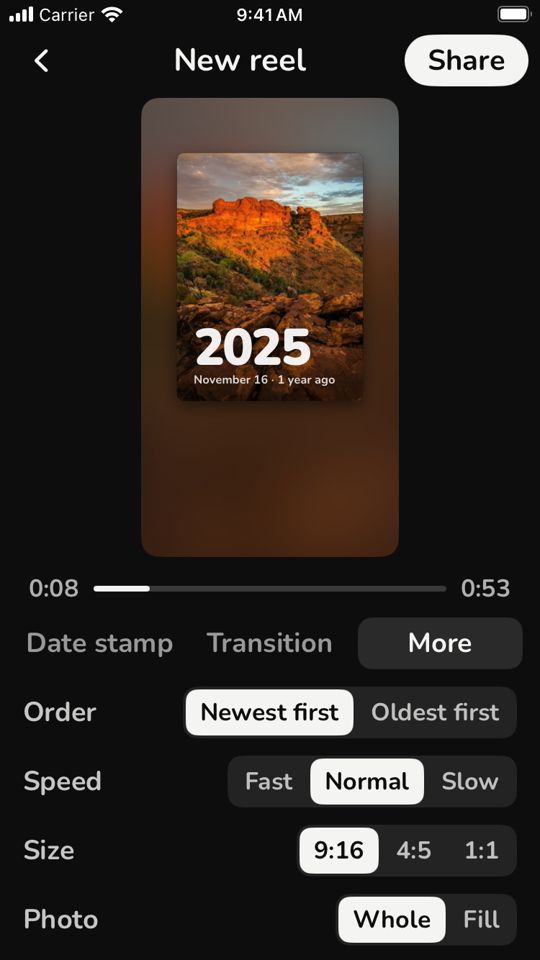 Carrier 9:41 AM
New reel Share
2025
November 16 · 1 year ago
0:08 0:53
Date stamp Transition More
Order Newest first Oldest first
Speed Fast Normal Slow
Size 9:16 4:5 1:1
Photo Whole Fill